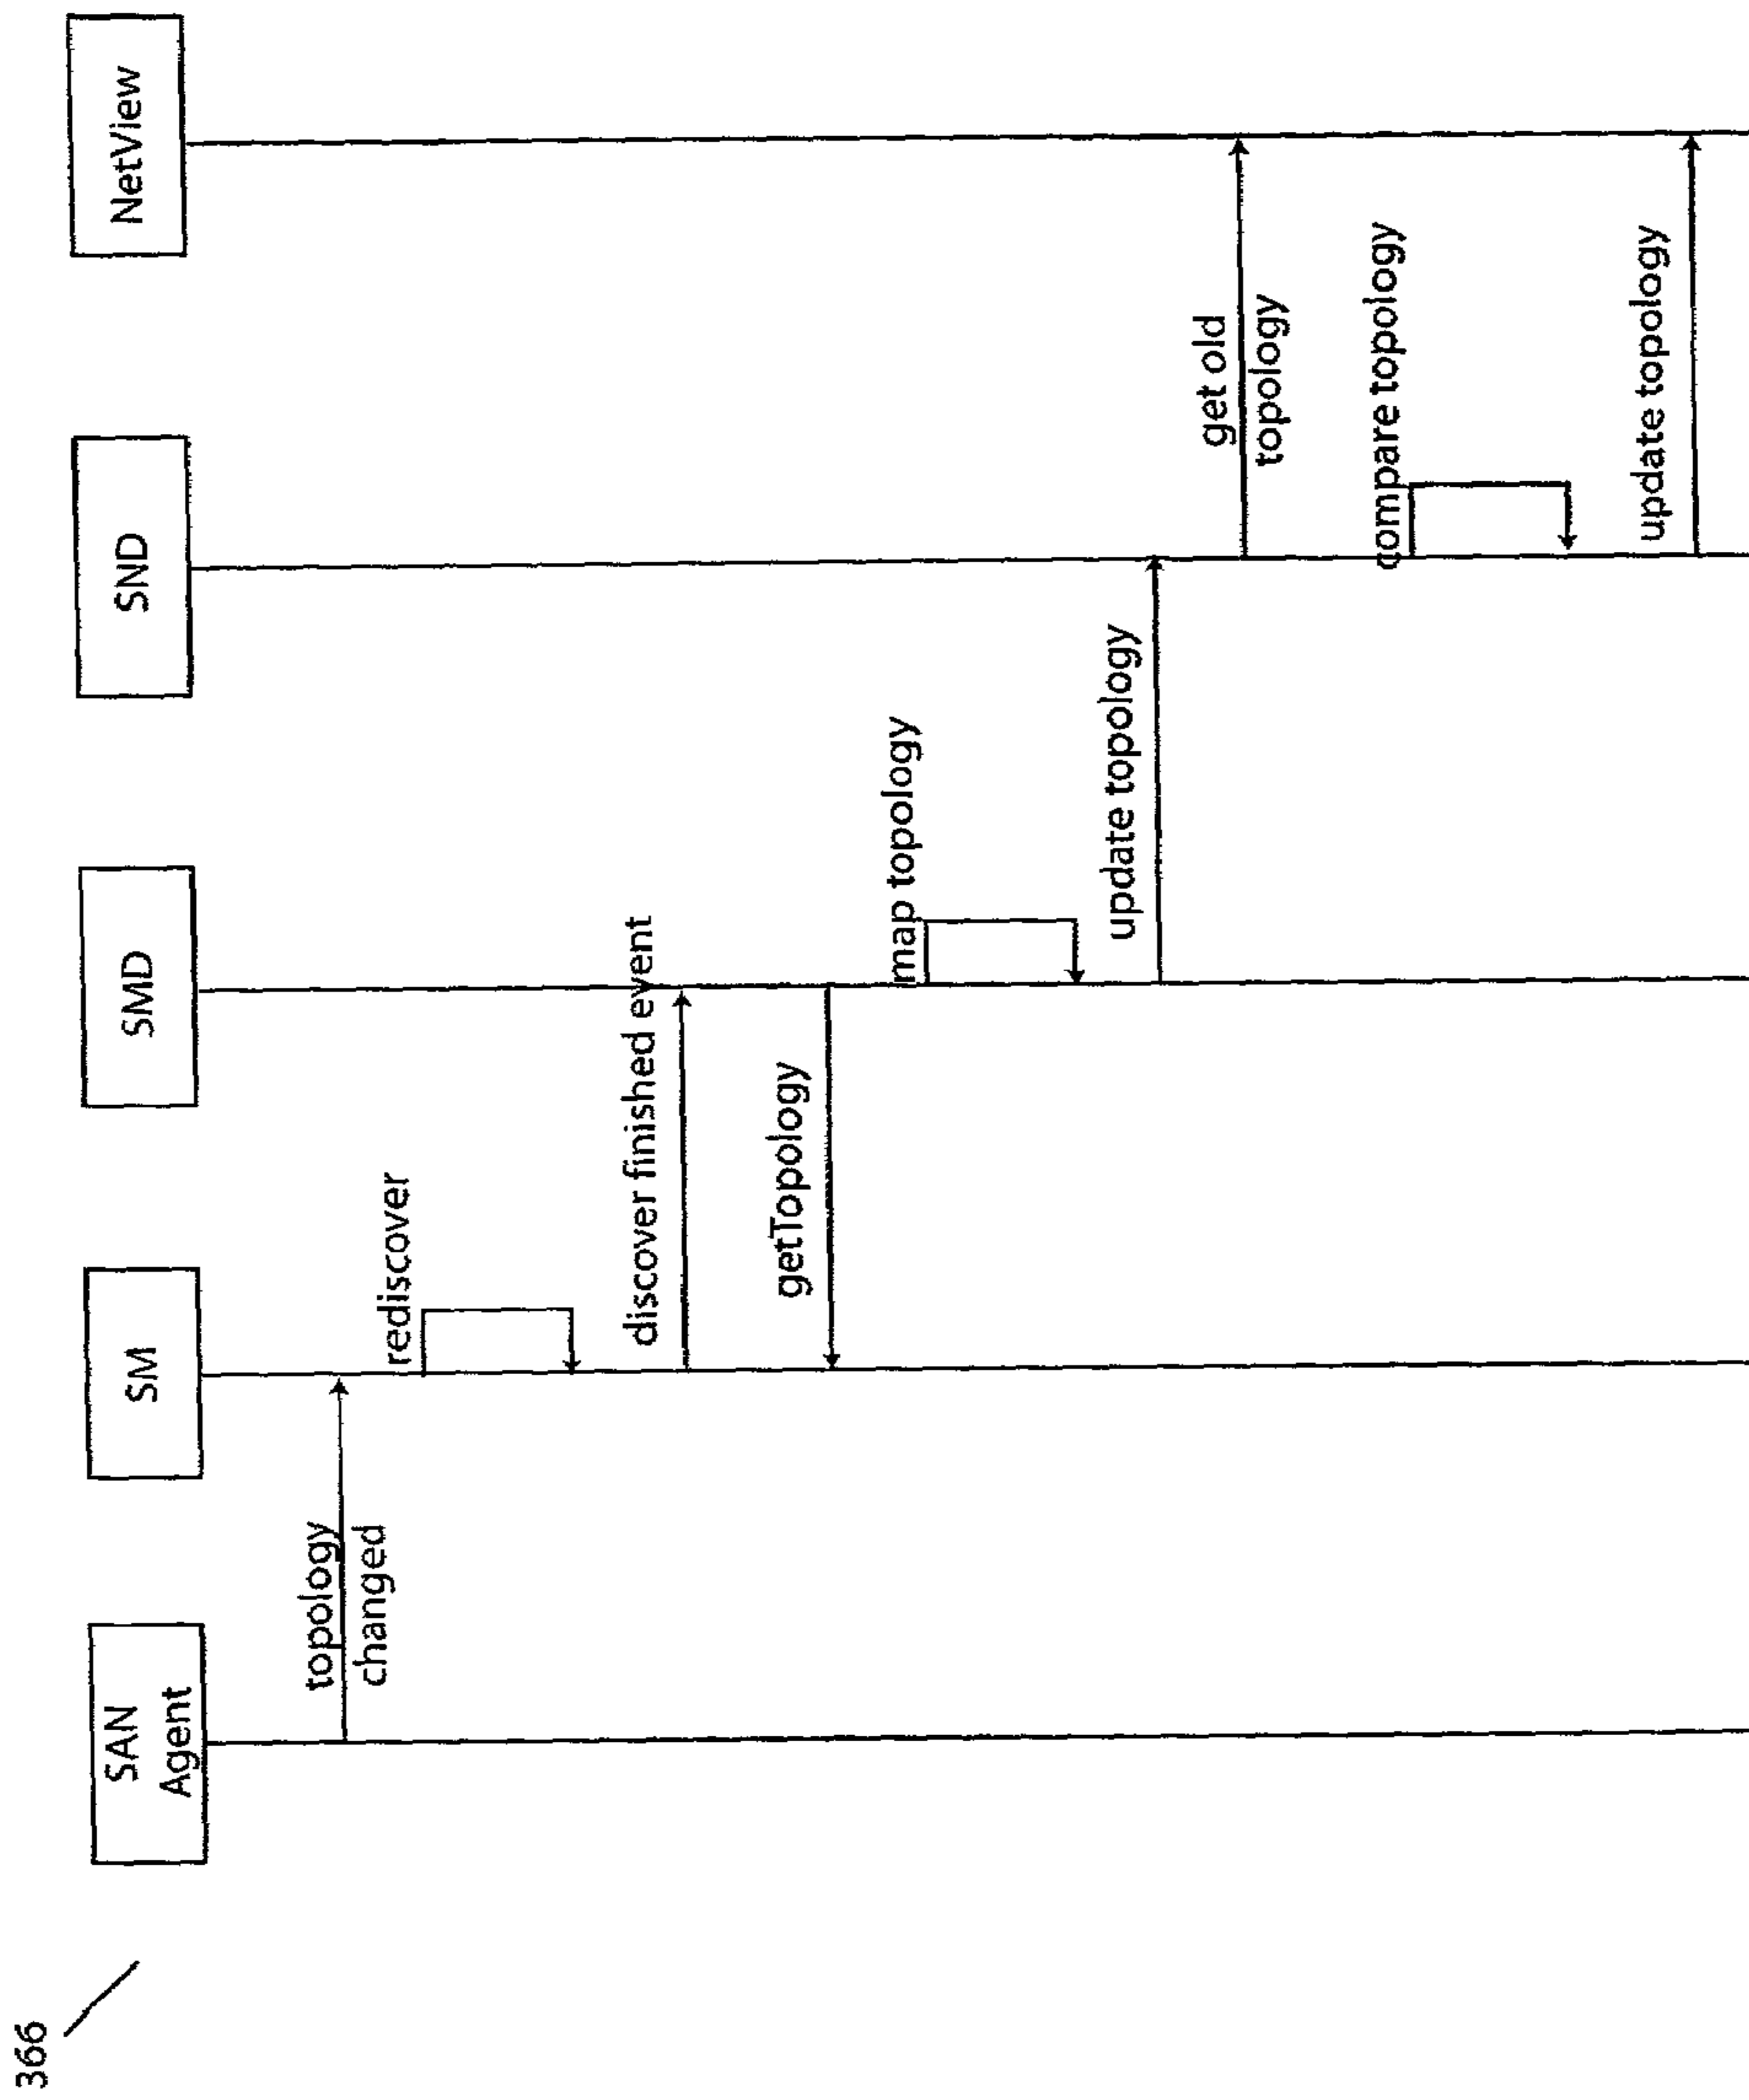 366
SAN
Agent
SM
SMD
SND
NetView
topology
changed
rediscover
discover finished event
getTopology
map topology
update topology
get old
topology
compare topology
update topology